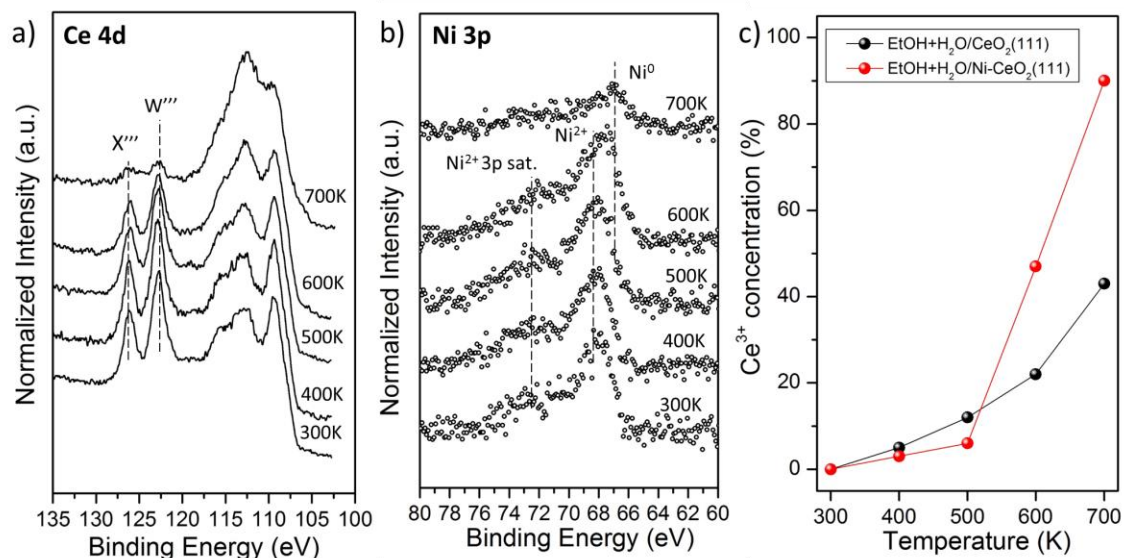 a)
Ce 4d
X''''
W'''
700K
600K
500K
400K
300K
135 130 125 120 115 110 105 100
Binding Energy (eV)
Normalized Intensity (a.u.)
b)
Ni 3p
Ni⁰
700K
Ni²⁺
Ni²⁺ 3p sat.
600K
500K
400K
300K
80 78 76 74 72 70 68 66 64 62 60
Binding Energy (eV)
Normalized Intensity (a.u.)
c)
EtOH+H₂O/CeO₂(111)
EtOH+H₂O/Ni-CeO₂(111)
100
80
60
40
20
0
300 400 500 600 700
Temperature (K)
Ce³⁺ concentration (%)